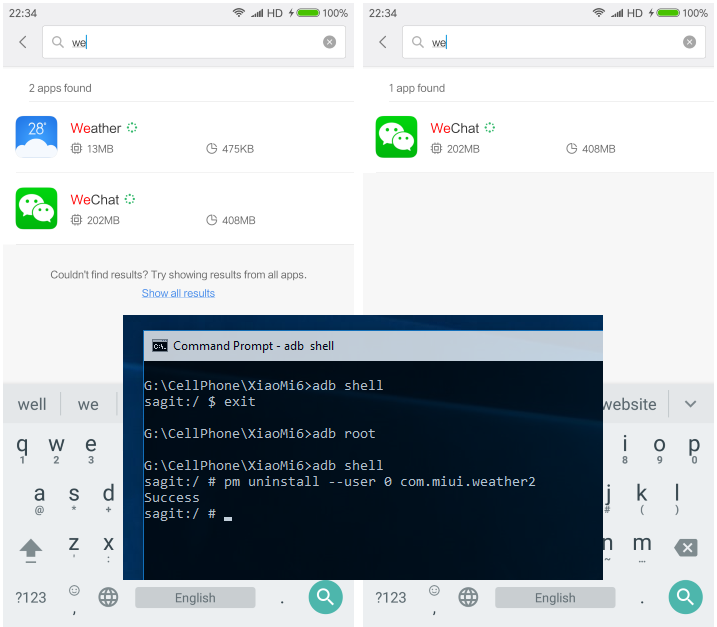 22:34
HD
100%
we
2 apps found
28°
Weather
13MB
475KB
WeChat
202MB
408MB
Couldn't find results? Try showing results from all apps.
Show all results
well
we
q w e
1 2 3
a s d
@ * +
z x
' :
?123
,
English
.
22:34
HD
100%
we
1 app found
WeChat
202MB
408MB
website
i o p
8 9 0
j k l
# ( )
n m
~ …
?123
,
English
.
C:\.
Command Prompt - adb  shell
G:\CellPhone\XiaoMi6>adb shell
sagit:/ $ exit
G:\CellPhone\XiaoMi6>adb root
G:\CellPhone\XiaoMi6>adb shell
sagit:/ # pm uninstall --user 0 com.miui.weather2
Success
sagit:/ #